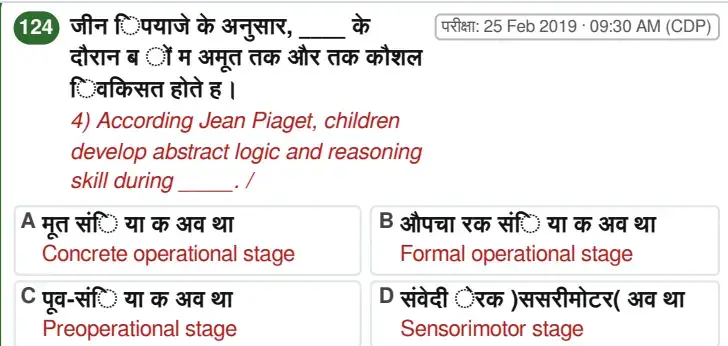 124 जीन िपयाजे के अनुसार, ____ के
परीक्षा: 25 Feb 2019 · 09:30 AM (CDP)
दौरान ब ों म अमूत तक और तक कौशल
िवकिसत होते ह।
4) According Jean Piaget, children
develop abstract logic and reasoning
skill during _____. /
A मूत संि या क अव था
Concrete operational stage
B औपचा रक संि या क अव था
Formal operational stage
C पूव-संि या क अव था
Preoperational stage
D संवेदी ेरक )ससरीमोटर( अव था
Sensorimotor stage